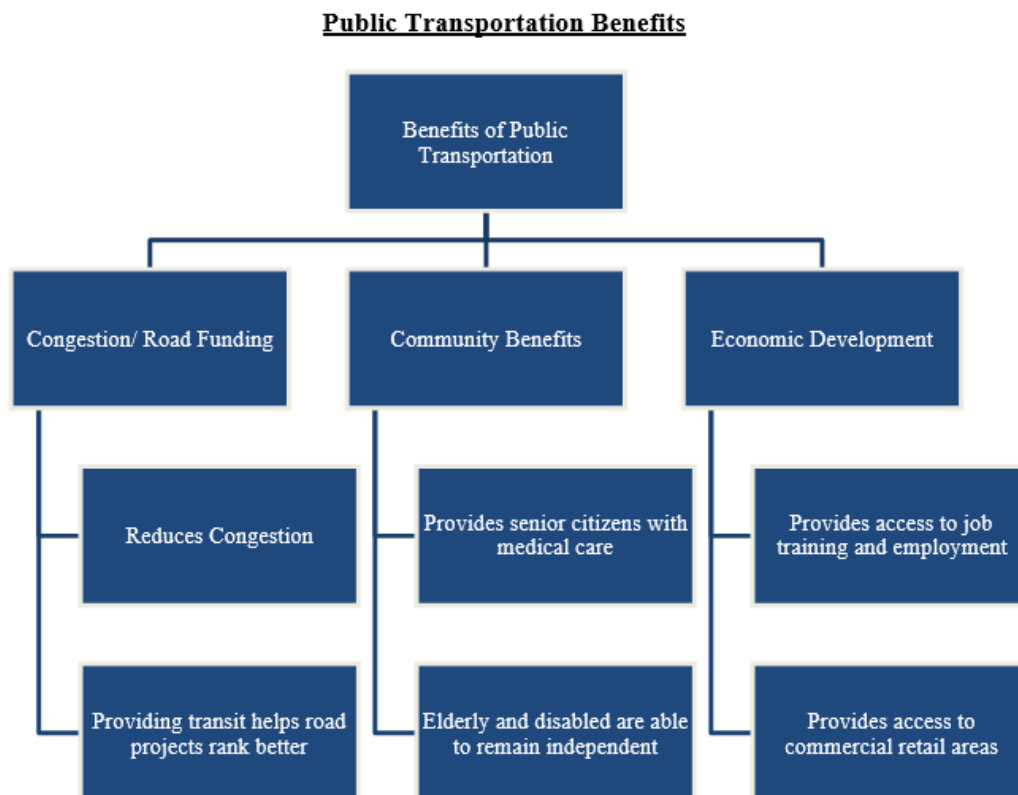 Public Transportation Benefits
Benefits of Public
Transportation
Congestion/ Road Funding
Community Benefits
Economic Development
Reduces Congestion
Provides senior citizens with
medical care
Provides access to job
training and employment
Providing transit helps road
projects rank better
Elderly and disabled are able
to remain independent
Provides access to
commercial retail areas